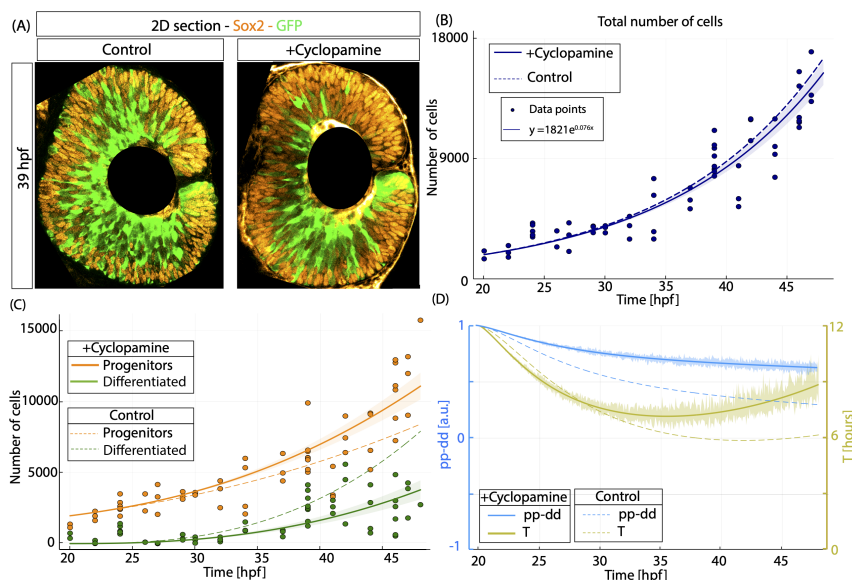 (A)
2D section - Sox2 - GFP
Control
+Cyclopamine
39 hpf
(B)
Total number of cells
18000
9000
0
Number of cells
+Cyclopamine
Control
Data points
y =1821e^0.076x
20 25 30 35 40 45
Time [hpf]
(C)
15000
10000
5000
0
Number of cells
+Cyclopamine
Progenitors
Differentiated
Control
Progenitors
Differentiated
20 25 30 35 40 45
Time [hpf]
(D)
1
0
-1
pp-dd [a.u.]
12
6
0
T [hours]
+Cyclopamine
pp-dd
T
Control
pp-dd
T
20 25 30 35 40 45
Time [hpf]